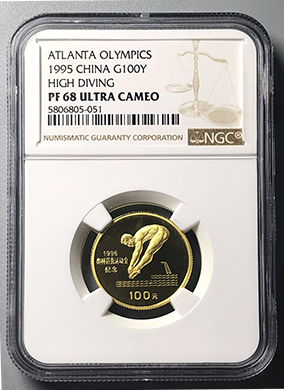 ATLANTA OLYMPICS
1995 CHINA G100Y
HIGH DIVING
PF 68 ULTRA CAMEO
5806805-051
NUMISMATIC GUARANTY CORPORATION
NGC
1996
纪念
100元